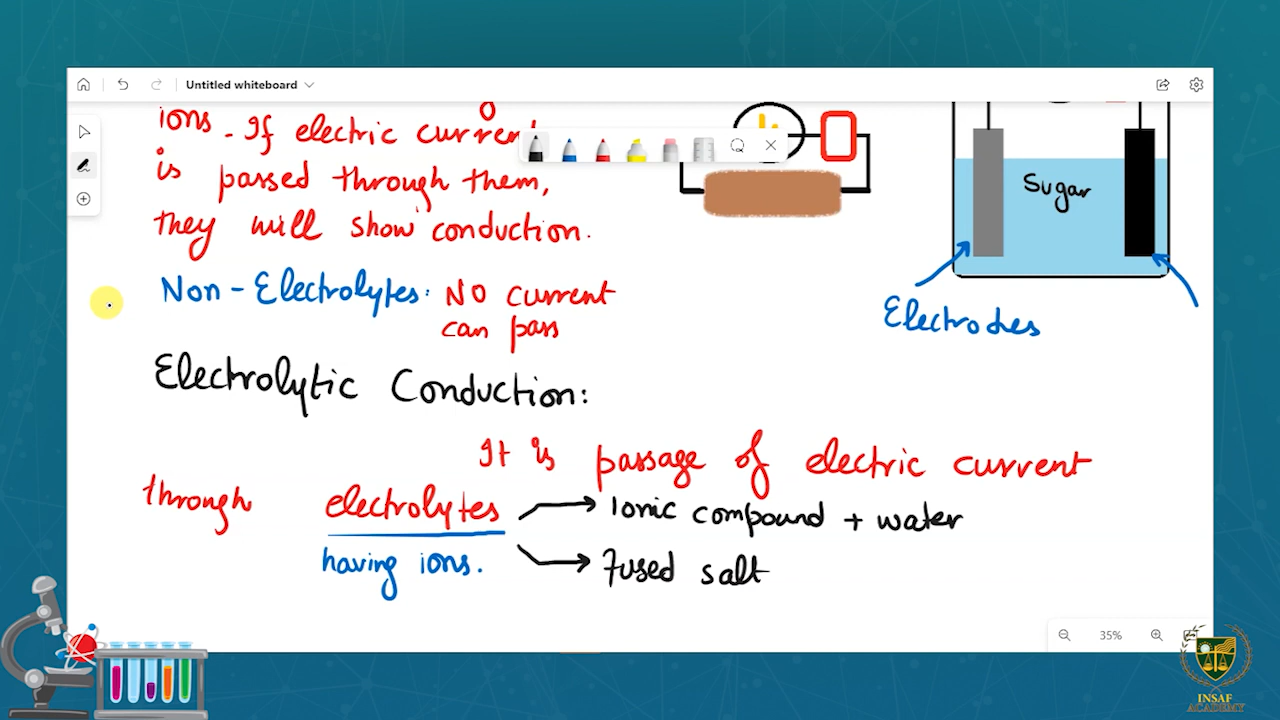 Untitled whiteboard
ions. If electric current
is passed through them,
they will show conduction.
Non-Electrolytes: No current
can pass
Sugar
Electrodes
Electrolytic Conduction:
It is passage of electric current
through electrolytes → Ionic compound + water
having ions. → Fused salt
35%
INSAF
ACADEMY